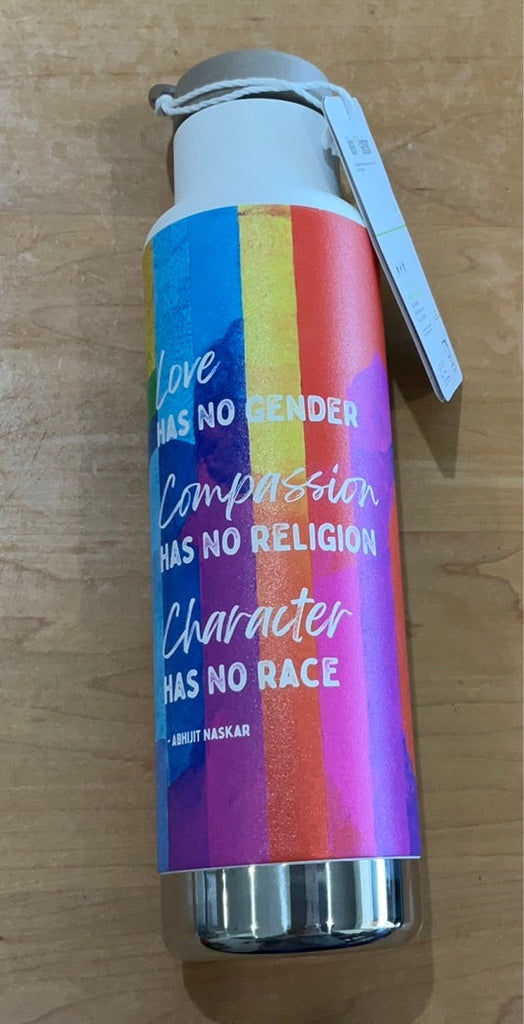 Love
HAS NO GENDER
Compassion
HAS NO RELIGION
Character
HAS NO RACE
- ABHIJIT NASKAR